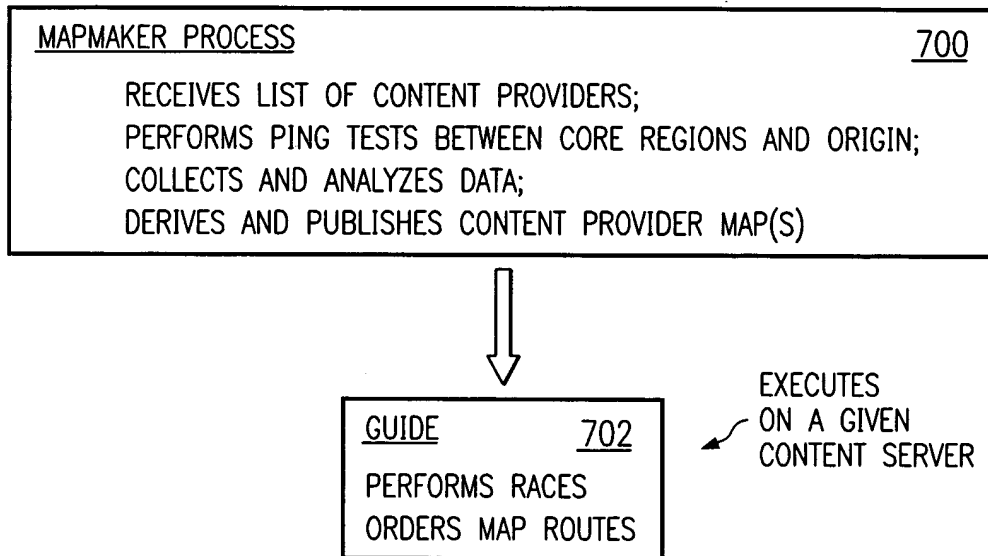 MAPMAKER PROCESS 700
RECEIVES LIST OF CONTENT PROVIDERS;
PERFORMS PING TESTS BETWEEN CORE REGIONS AND ORIGIN;
COLLECTS AND ANALYZES DATA;
DERIVES AND PUBLISHES CONTENT PROVIDER MAP(S)
GUIDE 702
PERFORMS RACES
ORDERS MAP ROUTES
EXECUTES
ON A GIVEN
CONTENT SERVER